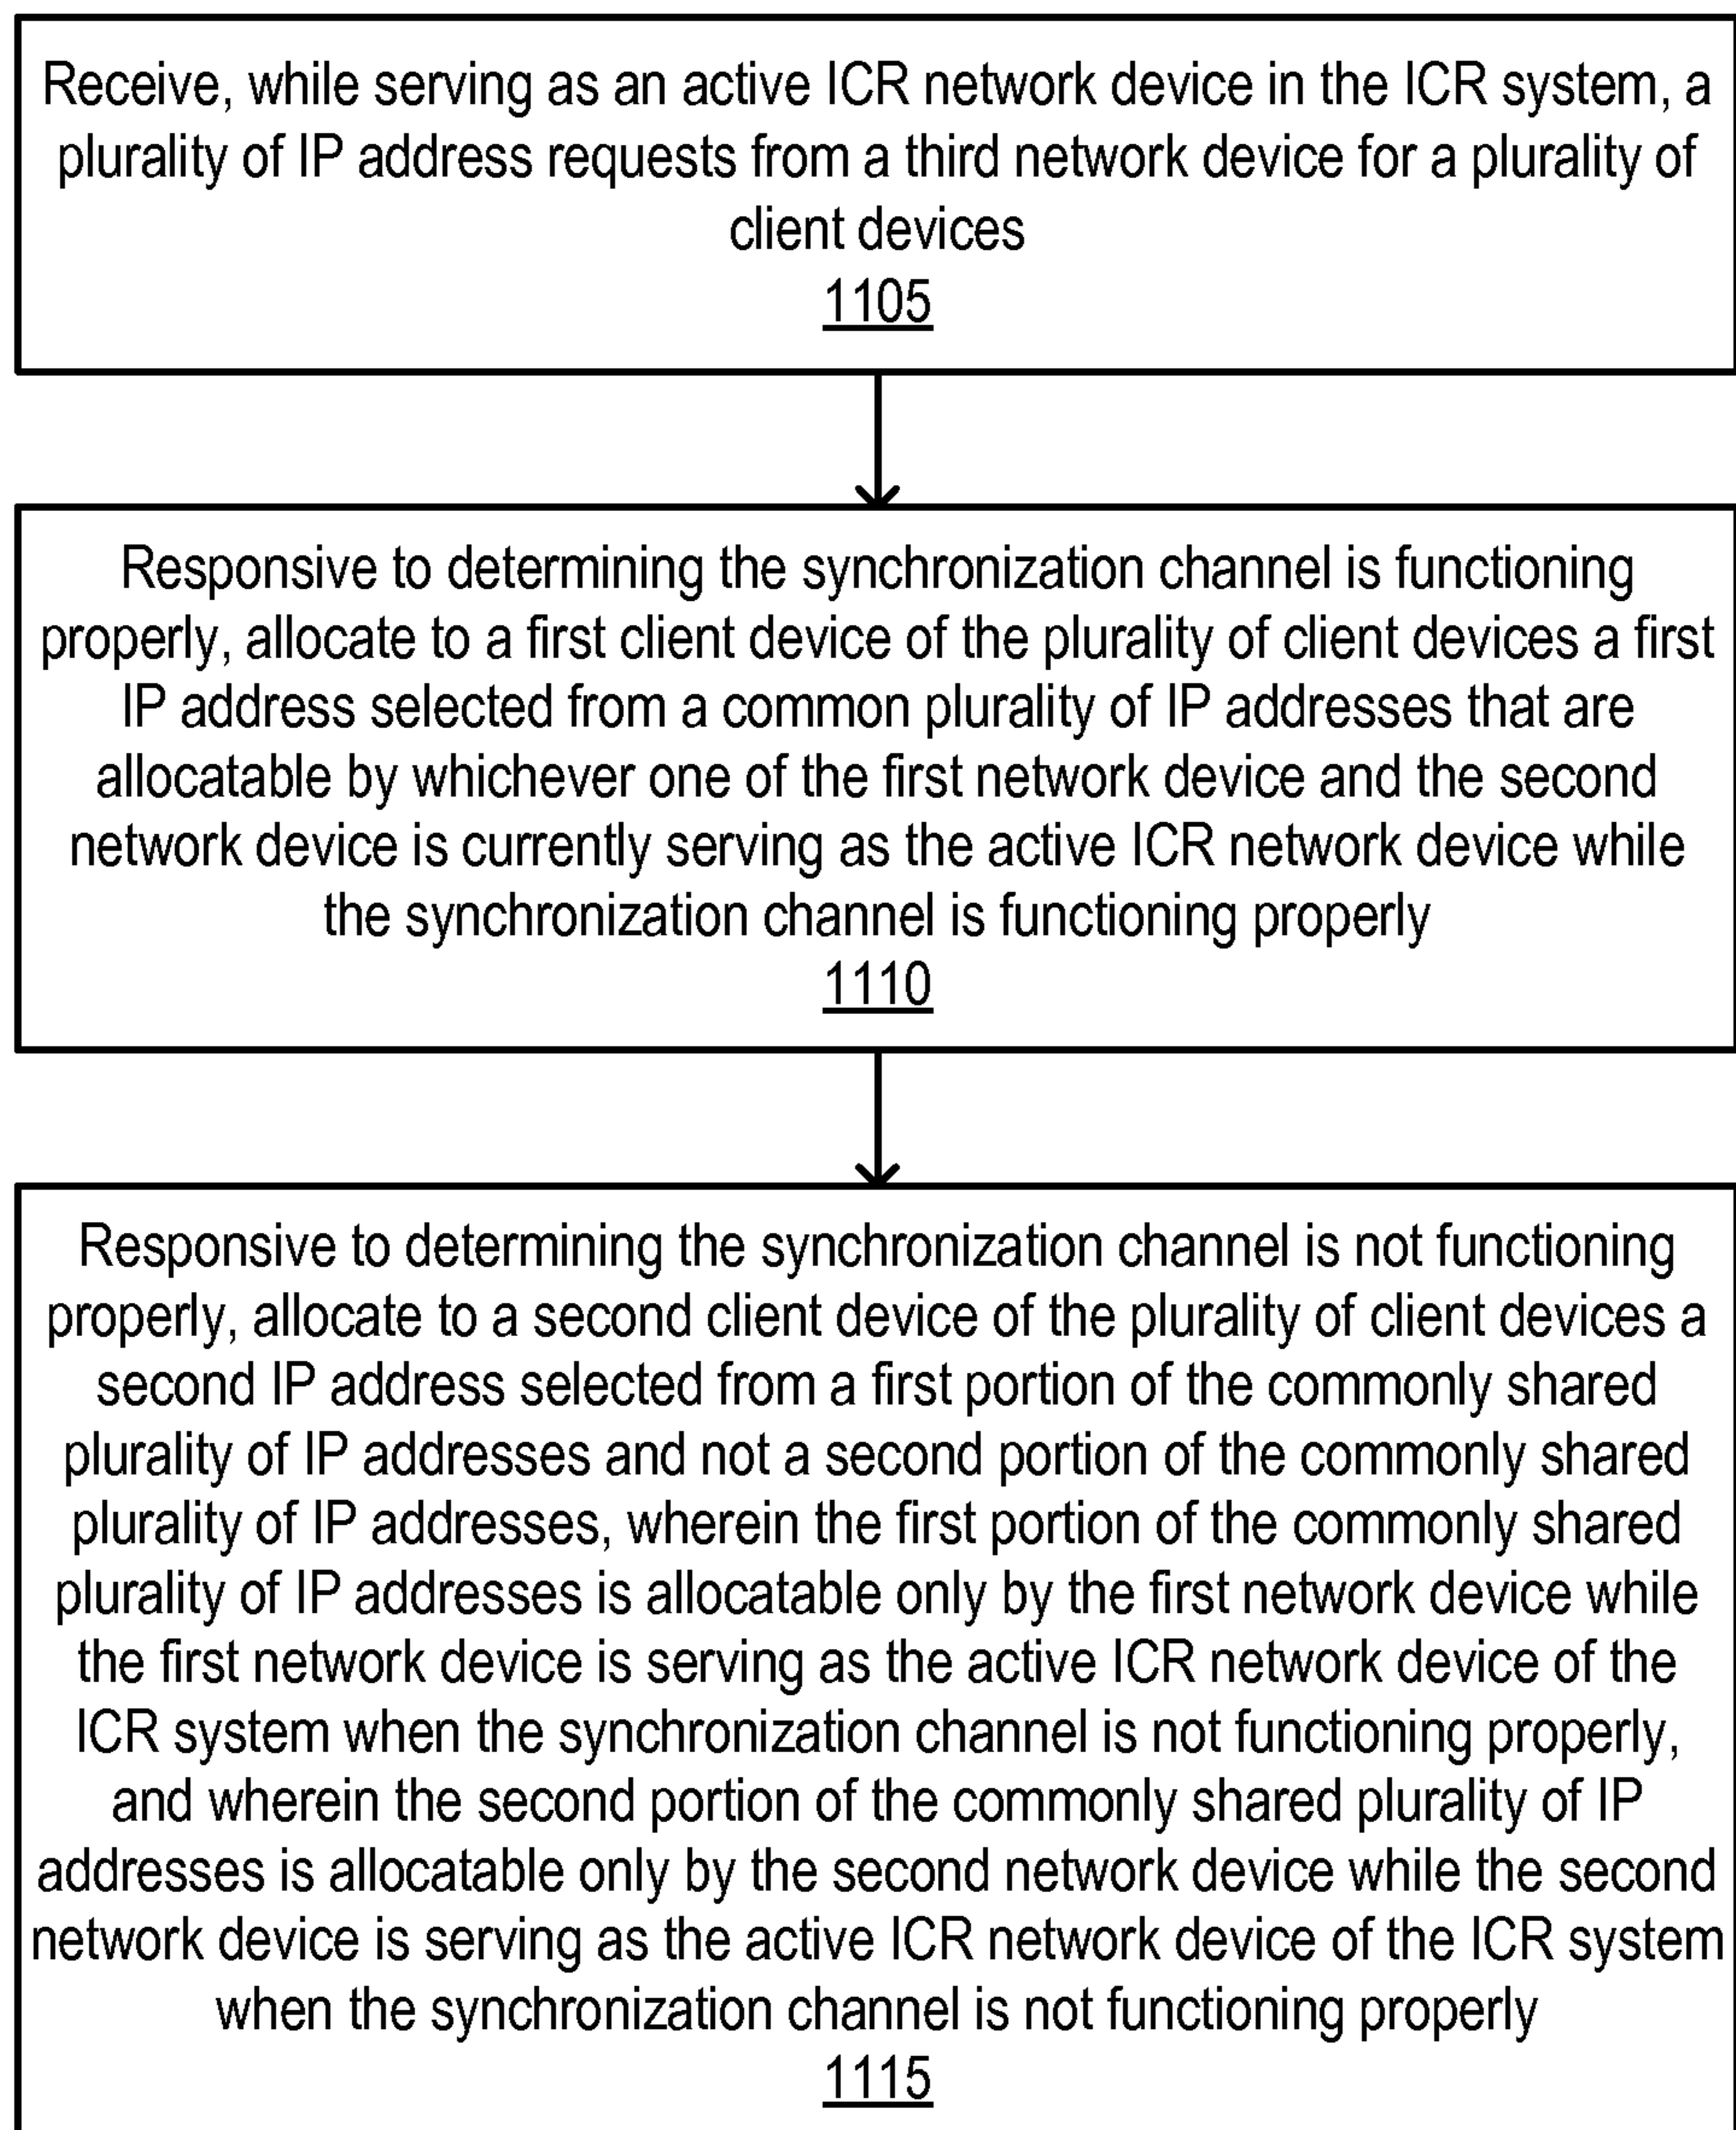 Receive, while serving as an active ICR network device in the ICR system, a
plurality of IP address requests from a third network device for a plurality of
client devices
1105
Responsive to determining the synchronization channel is functioning
properly, allocate to a first client device of the plurality of client devices a first
IP address selected from a common plurality of IP addresses that are
allocatable by whichever one of the first network device and the second
network device is currently serving as the active ICR network device while
the synchronization channel is functioning properly
1110
Responsive to determining the synchronization channel is not functioning
properly, allocate to a second client device of the plurality of client devices a
second IP address selected from a first portion of the commonly shared
plurality of IP addresses and not a second portion of the commonly shared
plurality of IP addresses, wherein the first portion of the commonly shared
plurality of IP addresses is allocatable only by the first network device while
the first network device is serving as the active ICR network device of the
ICR system when the synchronization channel is not functioning properly,
and wherein the second portion of the commonly shared plurality of IP
addresses is allocatable only by the second network device while the second
network device is serving as the active ICR network device of the ICR system
when the synchronization channel is not functioning properly
1115